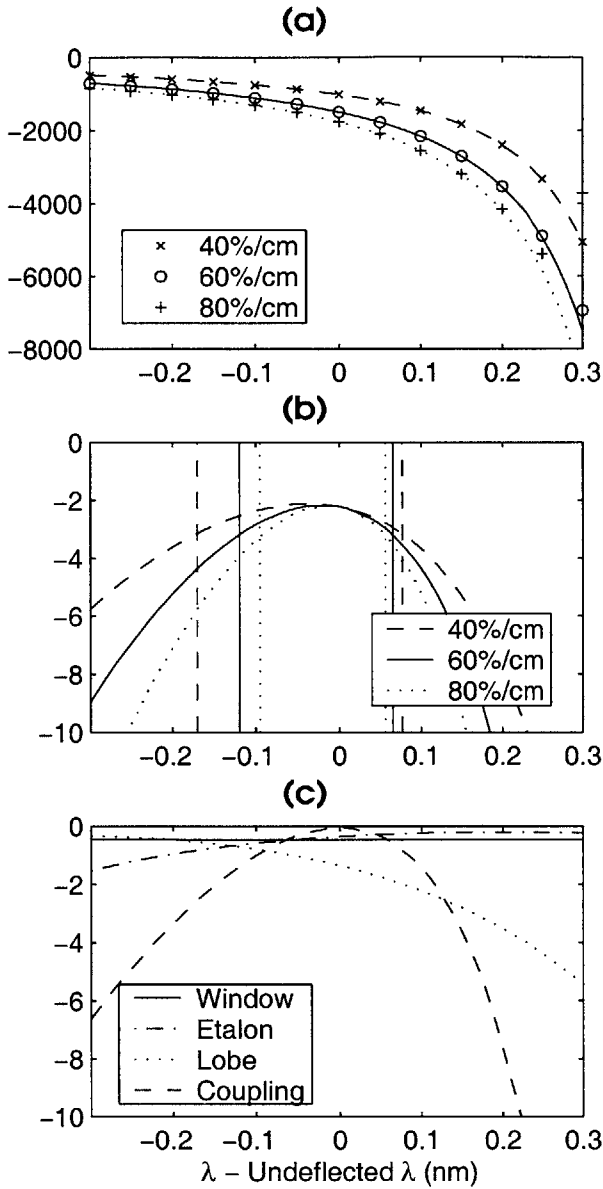 (a)
0
−2000
−4000
−6000
−8000
40%/cm
60%/cm
80%/cm
−0.2 −0.1 0 0.1 0.2 0.3
(b)
0
−2
−4
−6
−8
−10
40%/cm
60%/cm
80%/cm
−0.2 −0.1 0 0.1 0.2 0.3
(c)
0
−2
−4
−6
−8
−10
Window
Etalon
Lobe
Coupling
−0.2 −0.1 0 0.1 0.2 0.3
λ − Undeflected λ (nm)